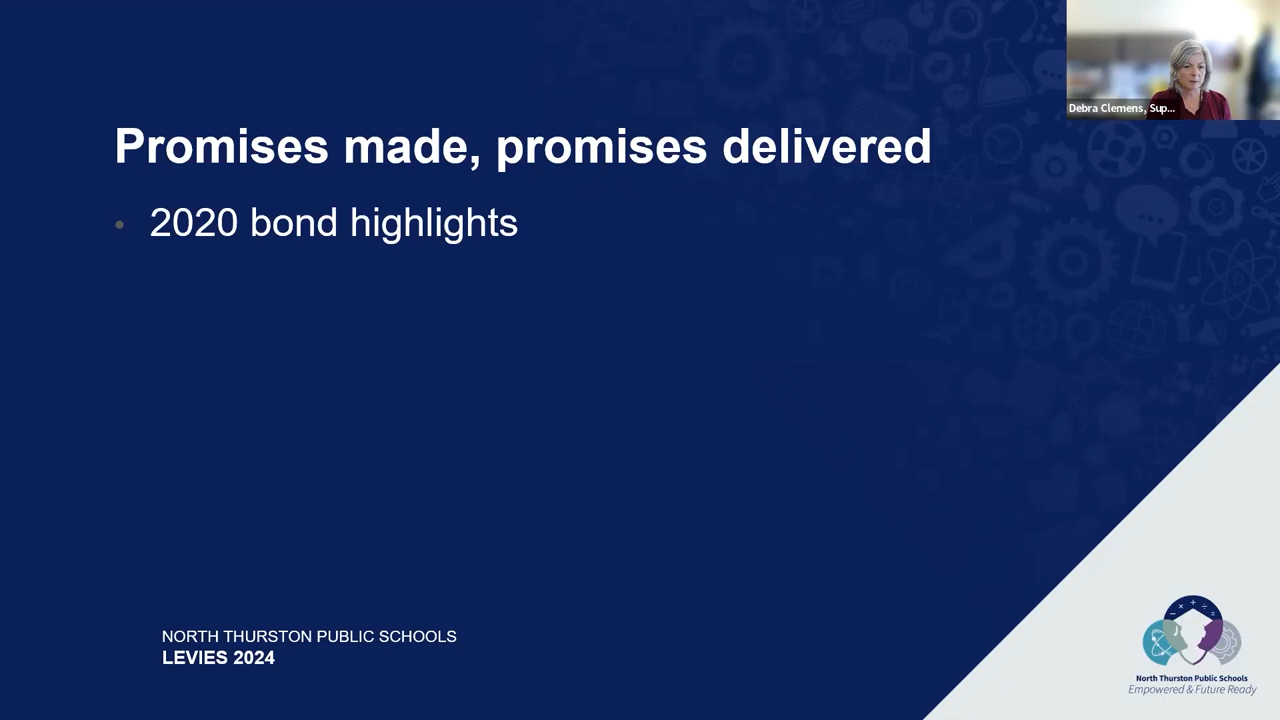 Debra Clemens, Sup...
Promises made, promises delivered
• 2020 bond highlights
NORTH THURSTON PUBLIC SCHOOLS
LEVIES 2024
North Thurston Public Schools
Empowered & Future Ready